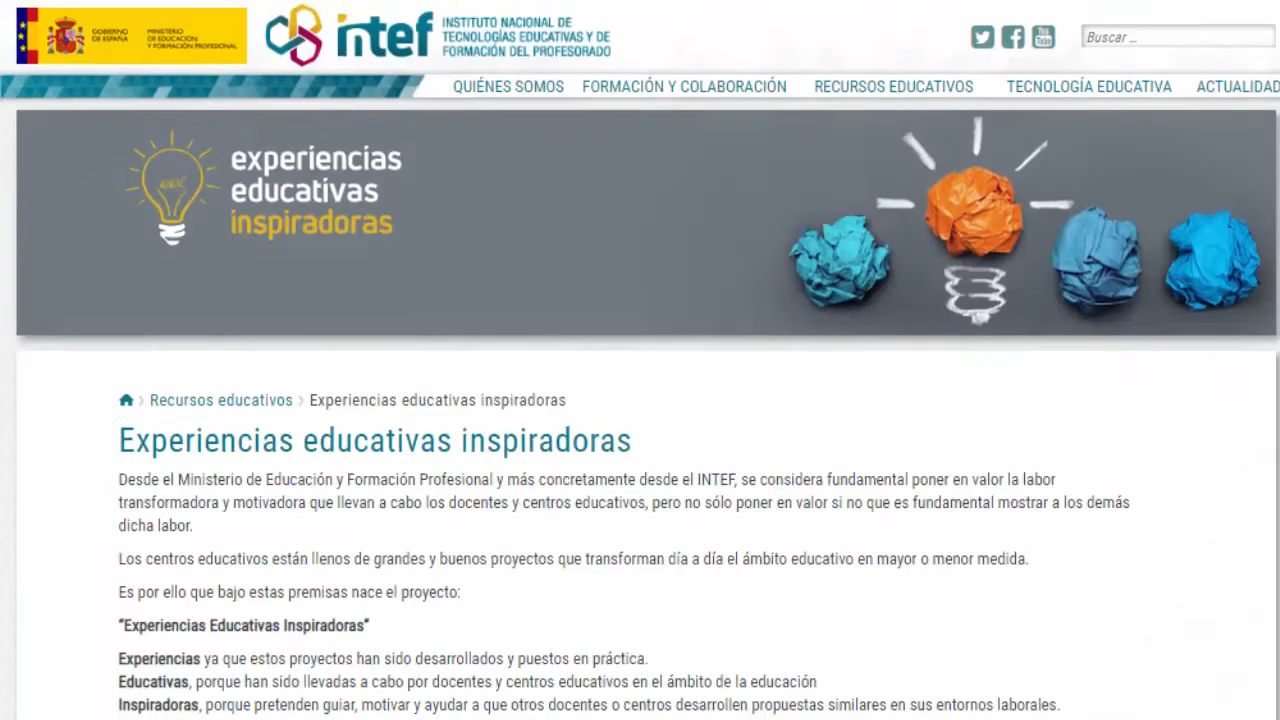 GOBIERNO
DE ESPAÑA
MINISTERIO
DE EDUCACIÓN
Y FORMACIÓN PROFESIONAL
intef
INSTITUTO NACIONAL DE
TECNOLOGÍAS EDUCATIVAS Y DE
FORMACIÓN DEL PROFESORADO
You
Tube
Buscar ...
QUIÉNES SOMOS FORMACIÓN Y COLABORACIÓN RECURSOS EDUCATIVOS TECNOLOGÍA EDUCATIVA ACTUALIDAD
experiencias
educativas
inspiradoras
Recursos educativos > Experiencias educativas inspiradoras
Experiencias educativas inspiradoras
Desde el Ministerio de Educación y Formación Profesional y más concretamente desde el INTEF, se considera fundamental poner en valor la labor
transformadora y motivadora que llevan a cabo los docentes y centros educativos, pero no sólo poner en valor si no que es fundamental mostrar a los demás
dicha labor.
Los centros educativos están llenos de grandes y buenos proyectos que transforman día a día el ámbito educativo en mayor o menor medida.
Es por ello que bajo estas premisas nace el proyecto:
“Experiencias Educativas Inspiradoras”
Experiencias ya que estos proyectos han sido desarrollados y puestos en práctica.
Educativas, porque han sido llevadas a cabo por docentes y centros educativos en el ámbito de la educación
Inspiradoras, porque pretenden guiar, motivar y ayudar a que otros docentes o centros desarrollen propuestas similares en sus entornos laborales.